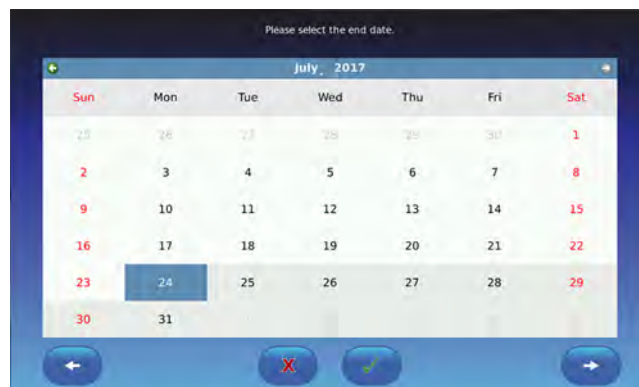 Please select the end date.
July, 2017
Sun Mon Tue Wed Thu Fri Sat
25 26 27 28 29 30 1
2 3 4 5 6 7 8
9 10 11 12 13 14 15
16 17 18 19 20 21 22
23 24 25 26 27 28 29
30 31
X